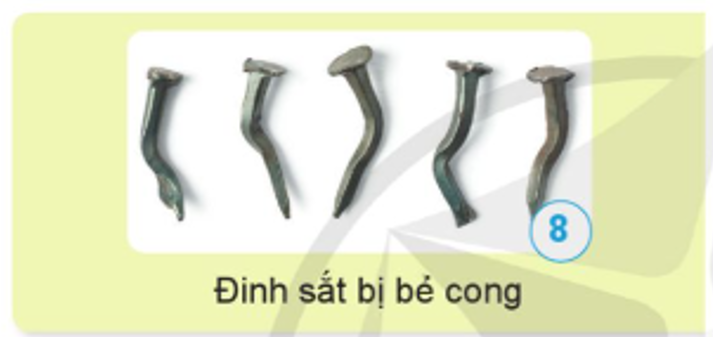 8
Đinh sắt bị bẻ cong